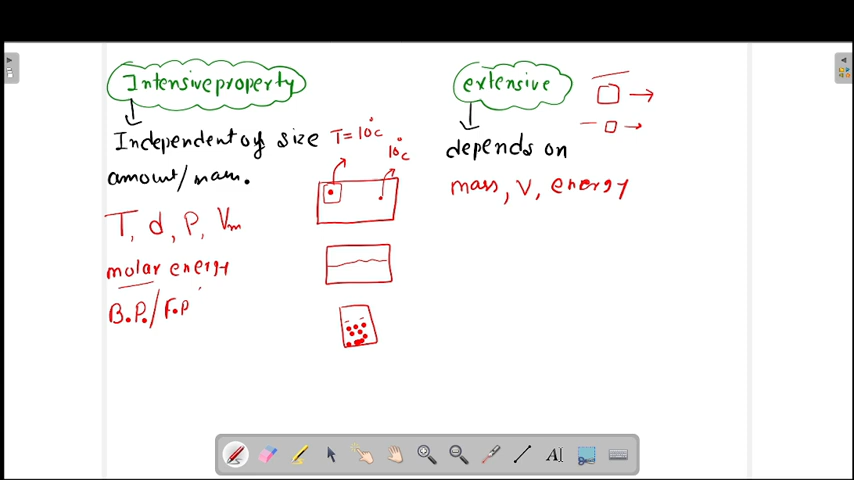 Intensive property
Independent of size
amount/mass.
T, d, P, Vm
molar energy
B.P./F.P
T = 10°c
10°c
extensive
depends on
mass, V, energy